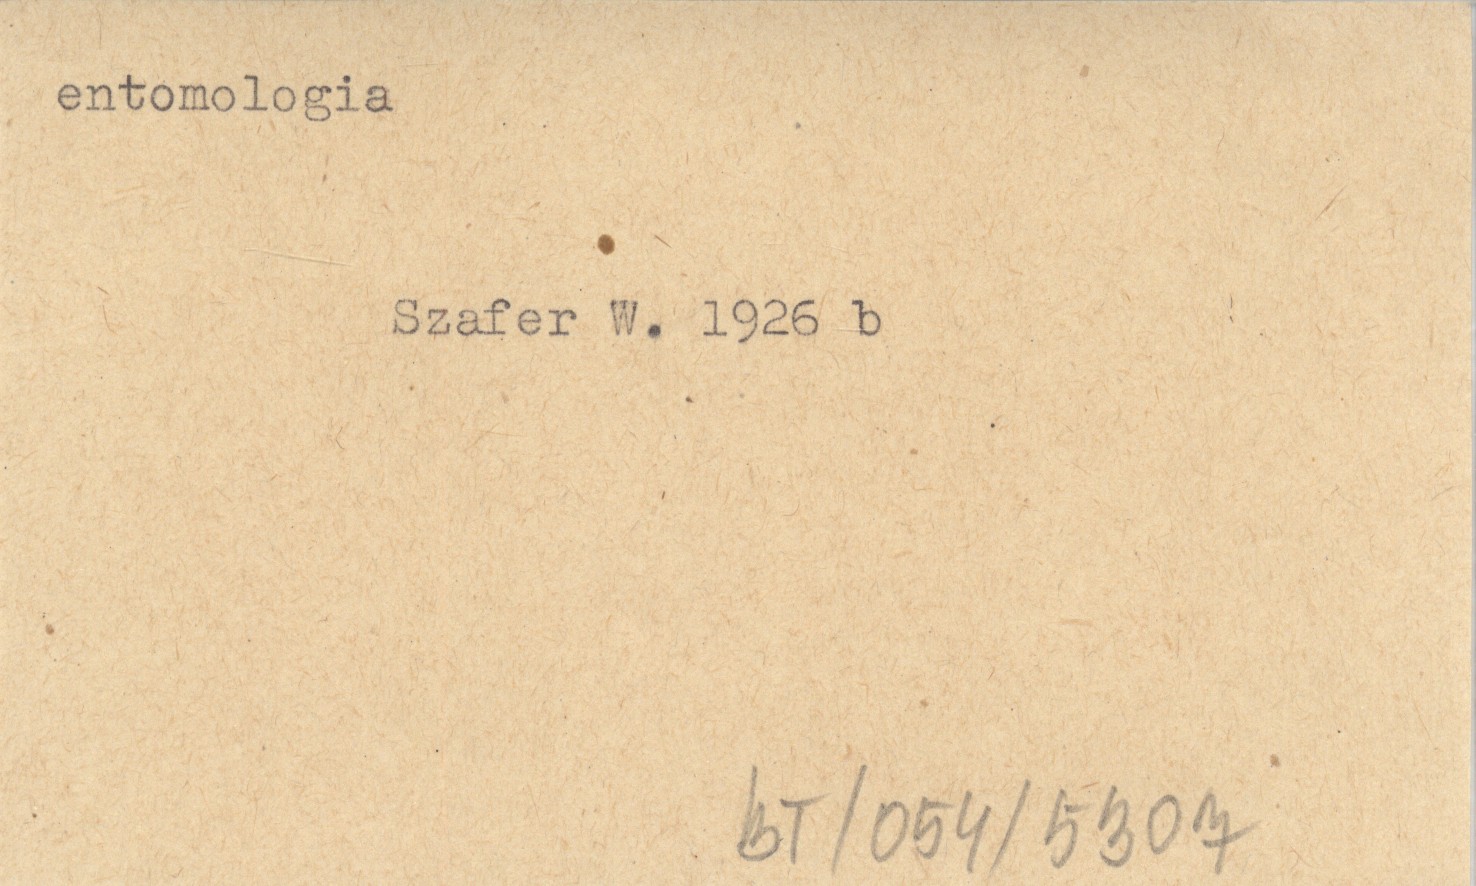 entomologia
Szafer W. 1926 b
BT/054/5307